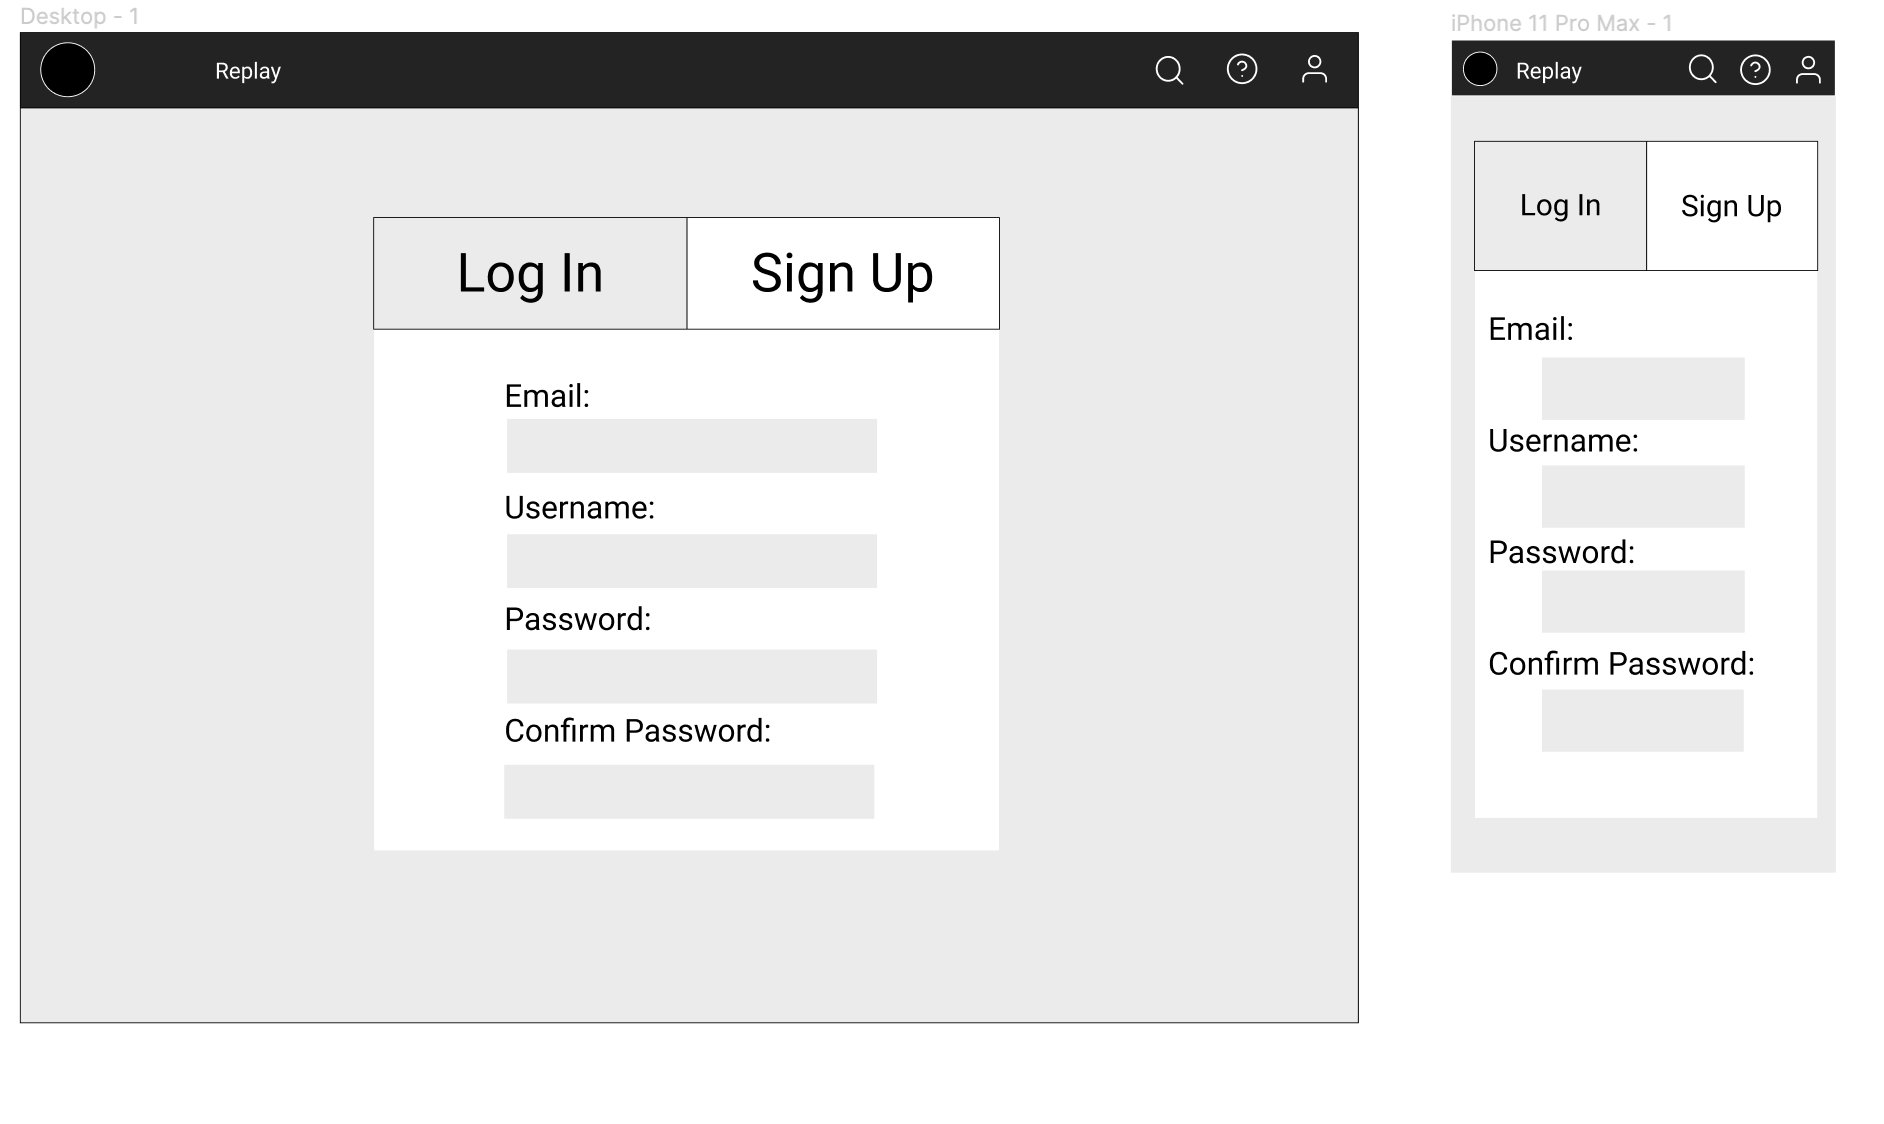 Desktop - 1
Replay
?
Log In
Sign Up
Email:
Username:
Password:
Confirm Password:
iPhone 11 Pro Max - 1
Replay
?
Log In
Sign Up
Email:
Username:
Password:
Confirm Password: